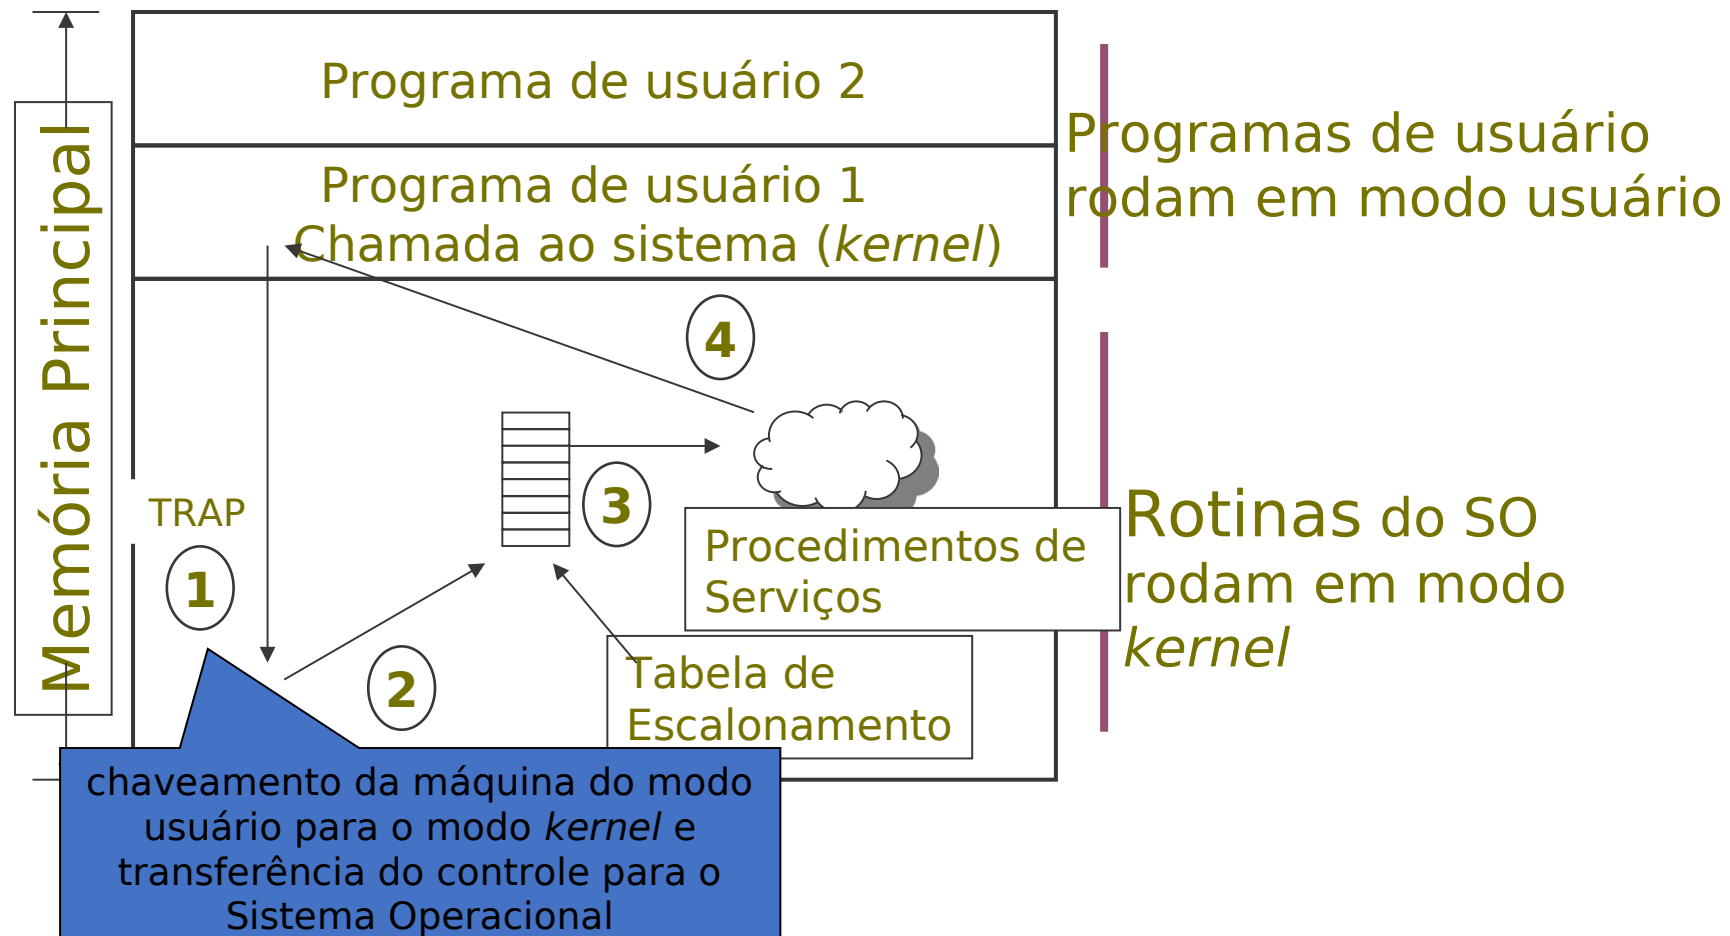 Programa de usuário 2
Programa de usuário 1
Chamada ao sistema (kernel)
Programas de usuário
rodam em modo usuário
Memória Principal
4
TRAP
3
1
2
Procedimentos de
Serviços
Tabela de
Escalonamento
Rotinas do SO
rodam em modo
kernel
chaveamento da máquina do modo
usuário para o modo kernel e
transferência do controle para o
Sistema Operacional